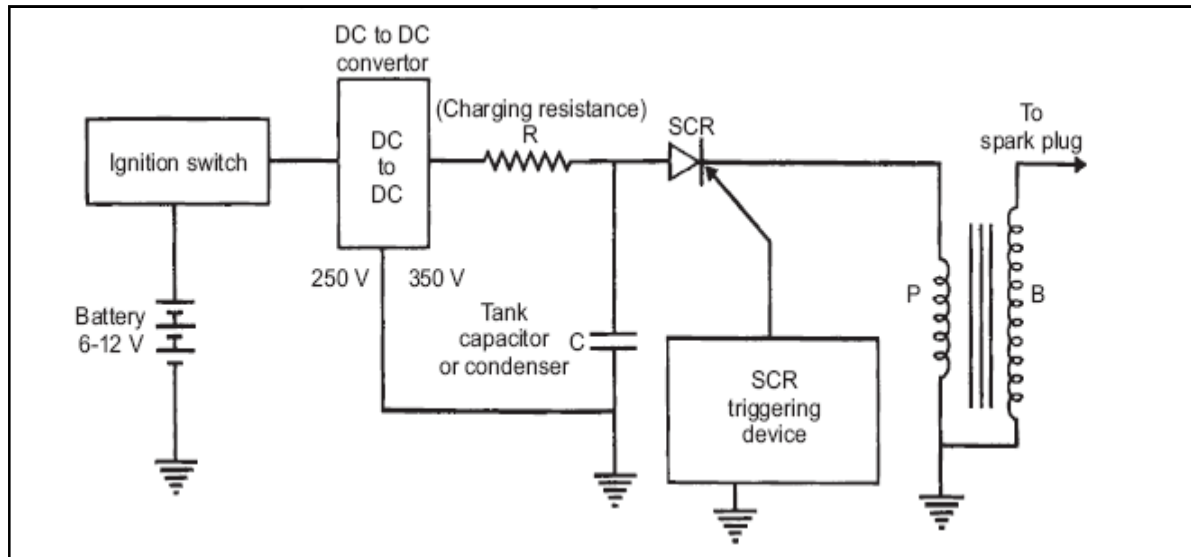 DC to DC
convertor
(Charging resistance)
R
SCR
To
spark plug
Ignition switch
DC
to
DC
250 V
350 V
Battery
6-12 V
Tank
capacitor
or condenser
C
P
B
SCR
triggering
device